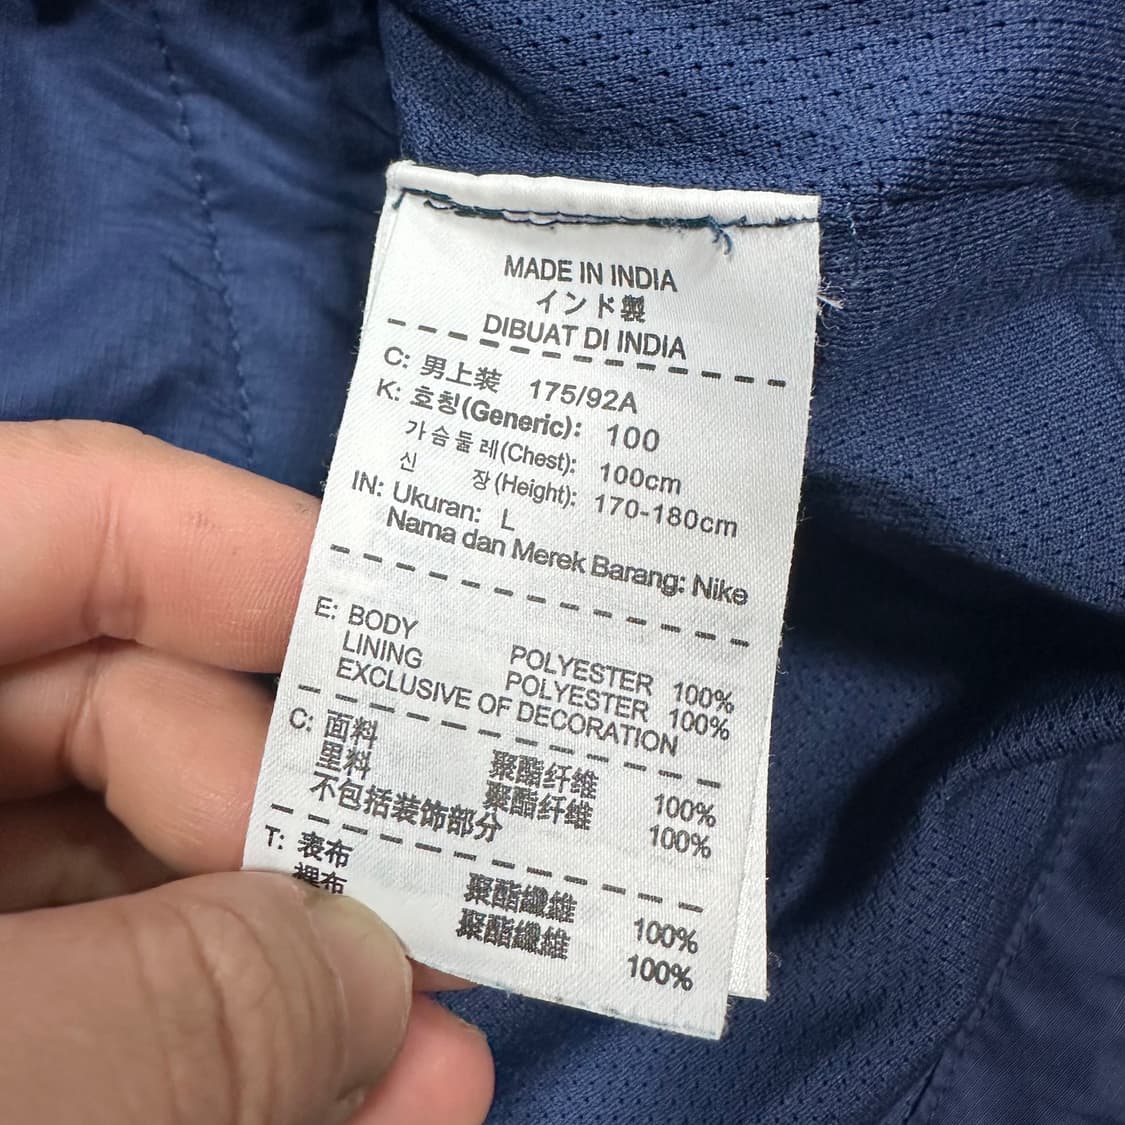 MADE IN INDIA
インド製
DIBUAT DI INDIA
C: 男上装 175/92A
K: 호칭(Generic): 100
가슴둘레(Chest): 100cm
신 장(Height): 170-180cm
IN: Ukuran: L
Nama dan Merek Barang: Nike
E: BODY POLYESTER 100%
LINING POLYESTER 100%
EXCLUSIVE OF DECORATION
C: 面料 聚酯纤维 100%
里料 聚酯纤维 100%
不包括装饰部分
T: 表布 聚酯纖維 100%
裡布 聚酯纖維 100%